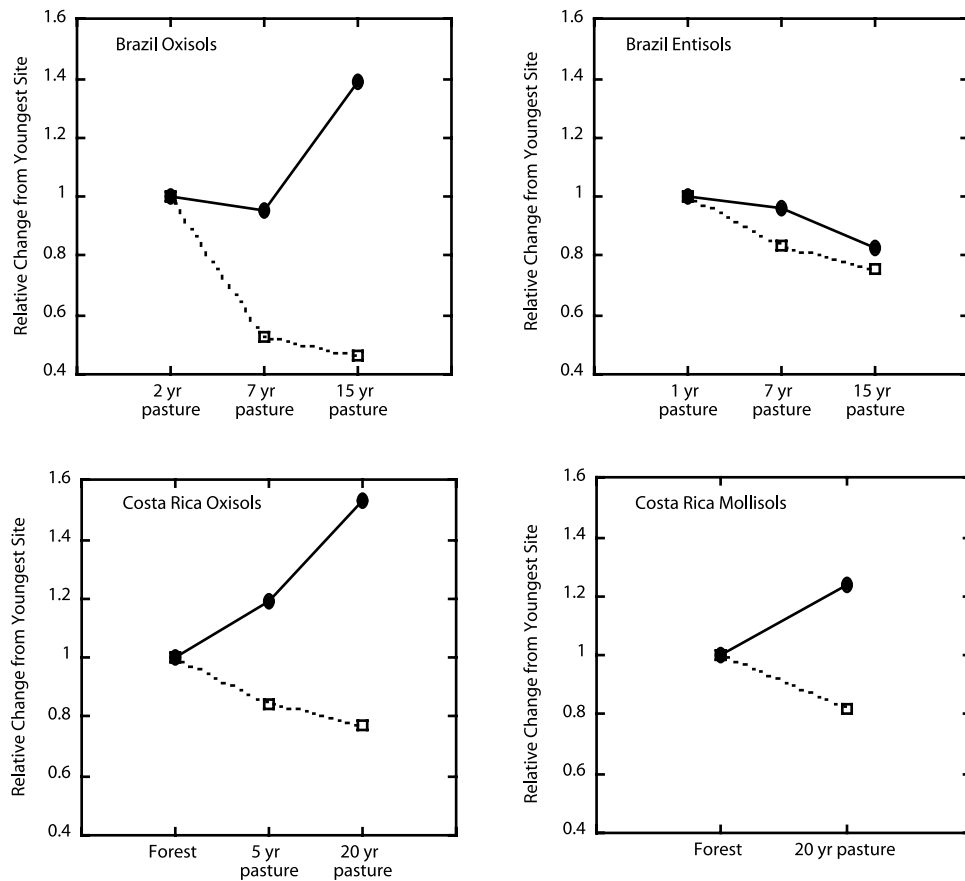 Brazil Oxisols
Relative Change from Youngest Site
1.6
1.4
1.2
1
0.8
0.6
0.4
2 yr
pasture
7 yr
pasture
15 yr
pasture
Brazil Entisols
Relative Change from Youngest Site
1.6
1.4
1.2
1
0.8
0.6
0.4
1 yr
pasture
7 yr
pasture
15 yr
pasture
Costa Rica Oxisols
Relative Change from Youngest Site
1.6
1.4
1.2
1
0.8
0.6
0.4
Forest
5 yr
pasture
20 yr
pasture
Costa Rica Mollisols
Relative Change from Youngest Site
1.6
1.4
1.2
1
0.8
0.6
0.4
Forest
20 yr pasture